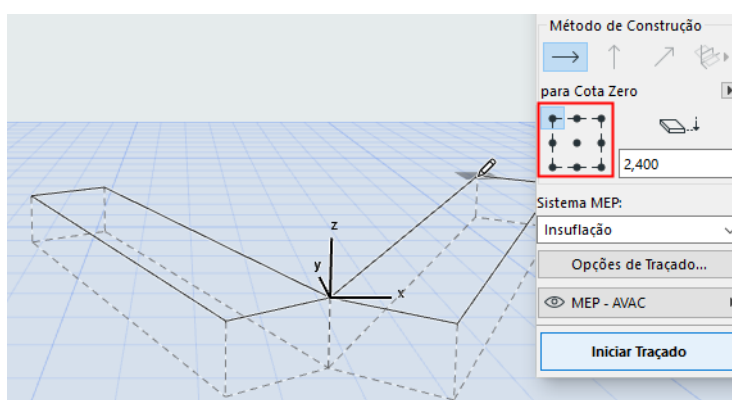 Método de Construção
para Cota Zero
2,400
Sistema MEP:
Insuflação
Opções de Traçado...
MEP - AVAC
Iniciar Traçado
z
y
x